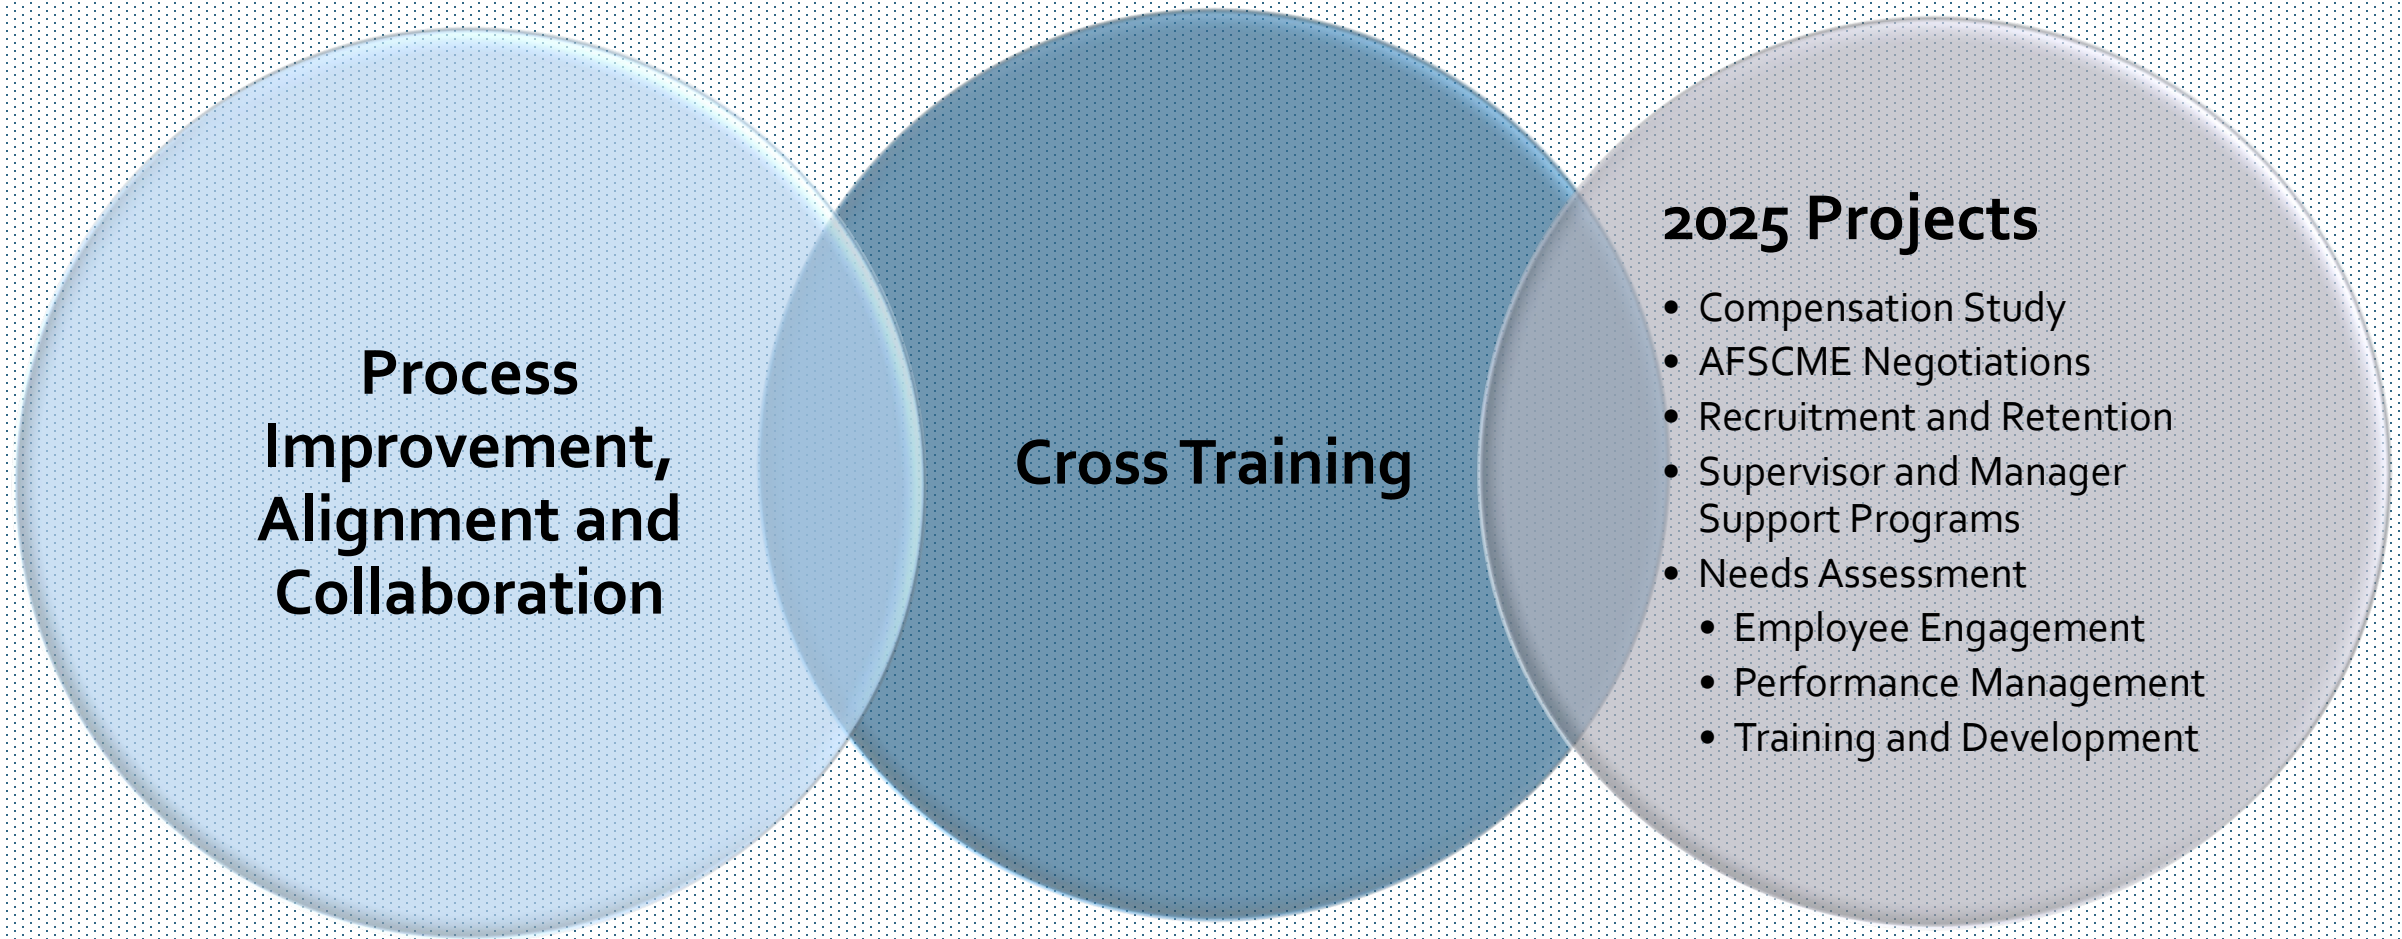 Process
Improvement,
Alignment and
Collaboration
Cross Training
2025 Projects
• Compensation Study
• AFSCME Negotiations
• Recruitment and Retention
• Supervisor and Manager
Support Programs
• Needs Assessment
• Employee Engagement
• Performance Management
• Training and Development